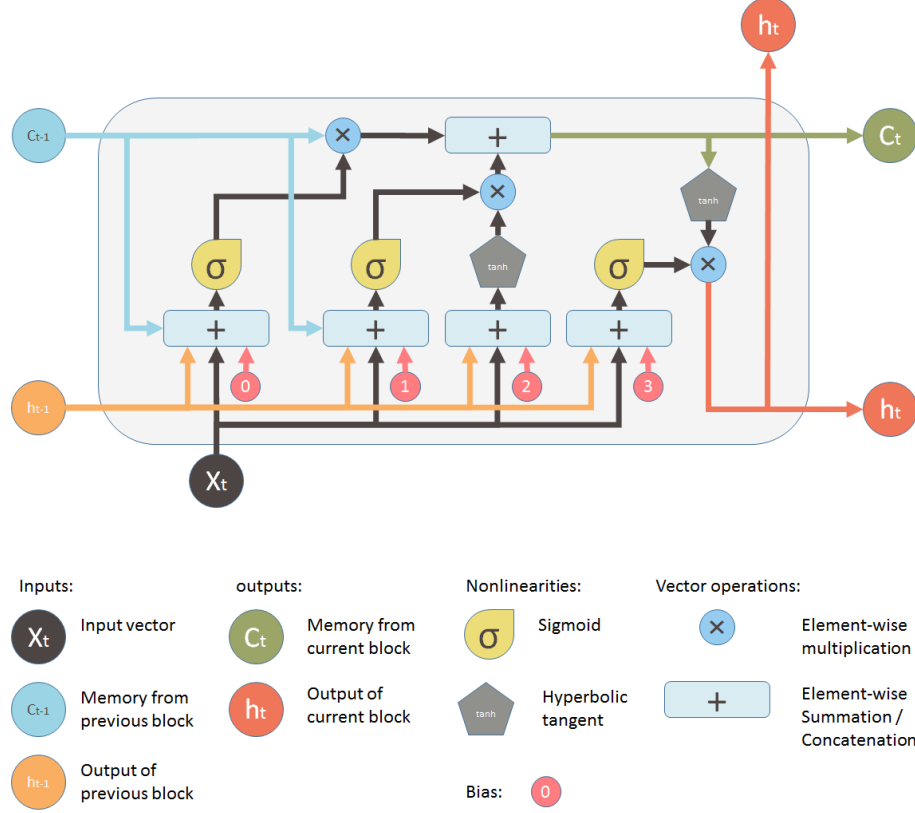 ht
Ct-1
×
+
Ct
×
tanh
tanh
σ
σ
σ
×
+
+
+
+
0
1
2
3
ht-1
ht
Xt
Inputs:
outputs:
Nonlinearities:
Vector operations:
Xt
Input vector
Ct
Memory from
current block
σ
Sigmoid
×
Element-wise
multiplication
Ct-1
Memory from
previous block
ht
Output of
current block
tanh
Hyperbolic
tangent
+
Element-wise
Summation /
Concatenation
ht-1
Output of
previous block
Bias:
0